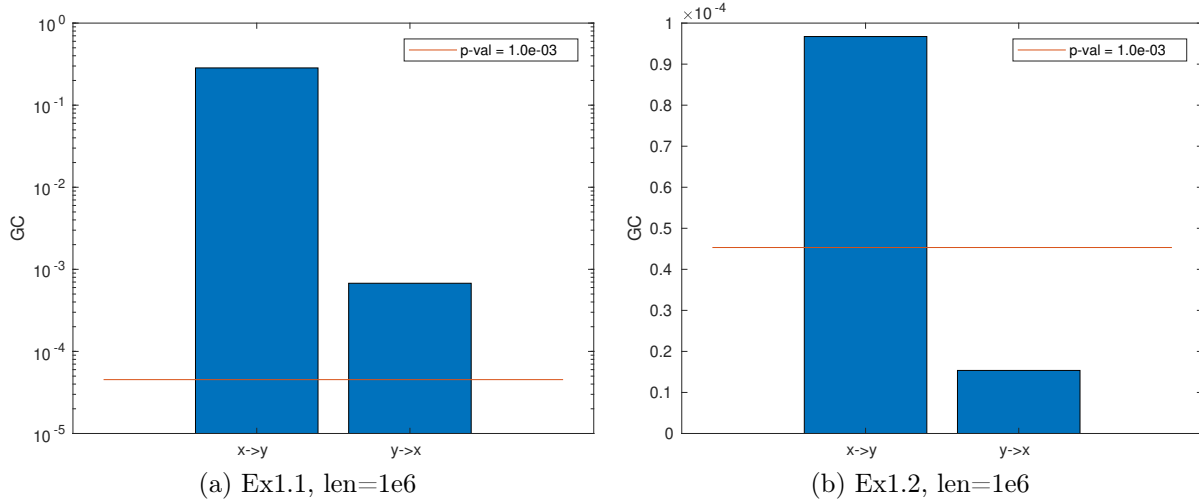 GC
10^0
10^-1
10^-2
10^-3
10^-4
10^-5
p-val = 1.0e-03
x->y
y->x
(a) Ex1.1, len=1e6
GC
×10^-4
1
0.9
0.8
0.7
0.6
0.5
0.4
0.3
0.2
0.1
0
p-val = 1.0e-03
x->y
y->x
(b) Ex1.2, len=1e6